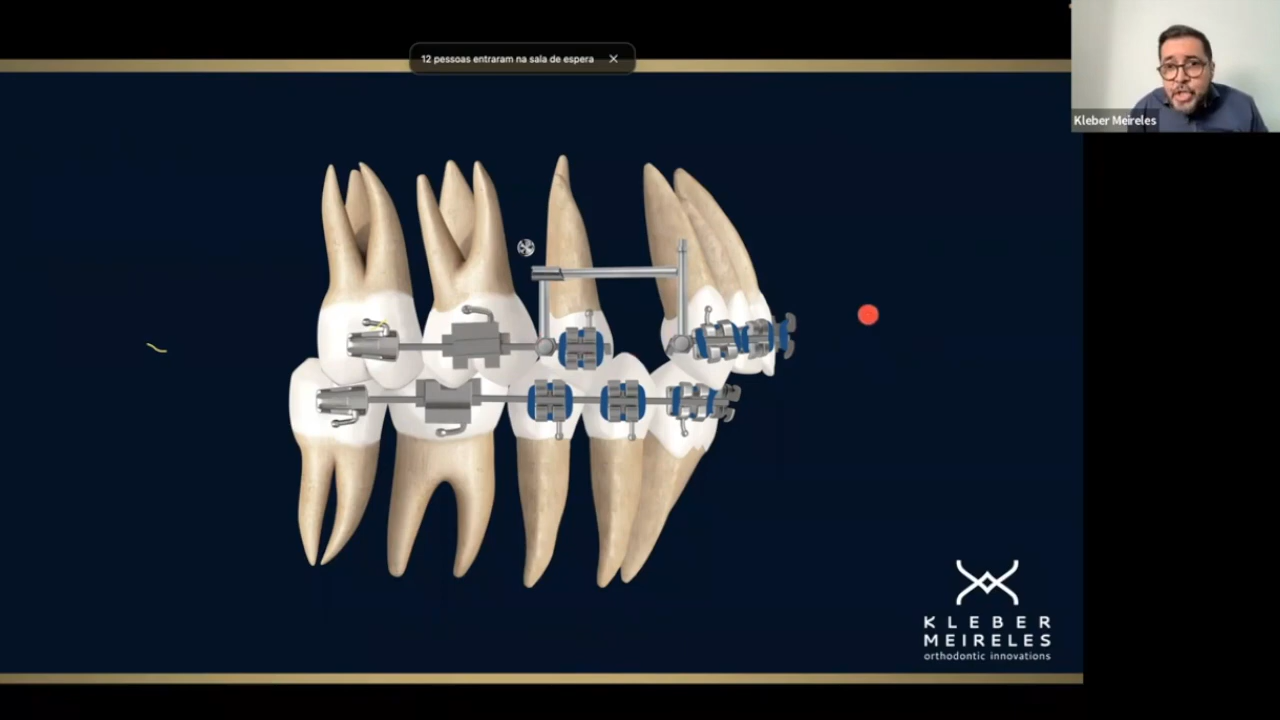 12 pessoas entraram na sala de espera
Kleber Meireles
KLEBER
MEIRELES
orthodontic innovations